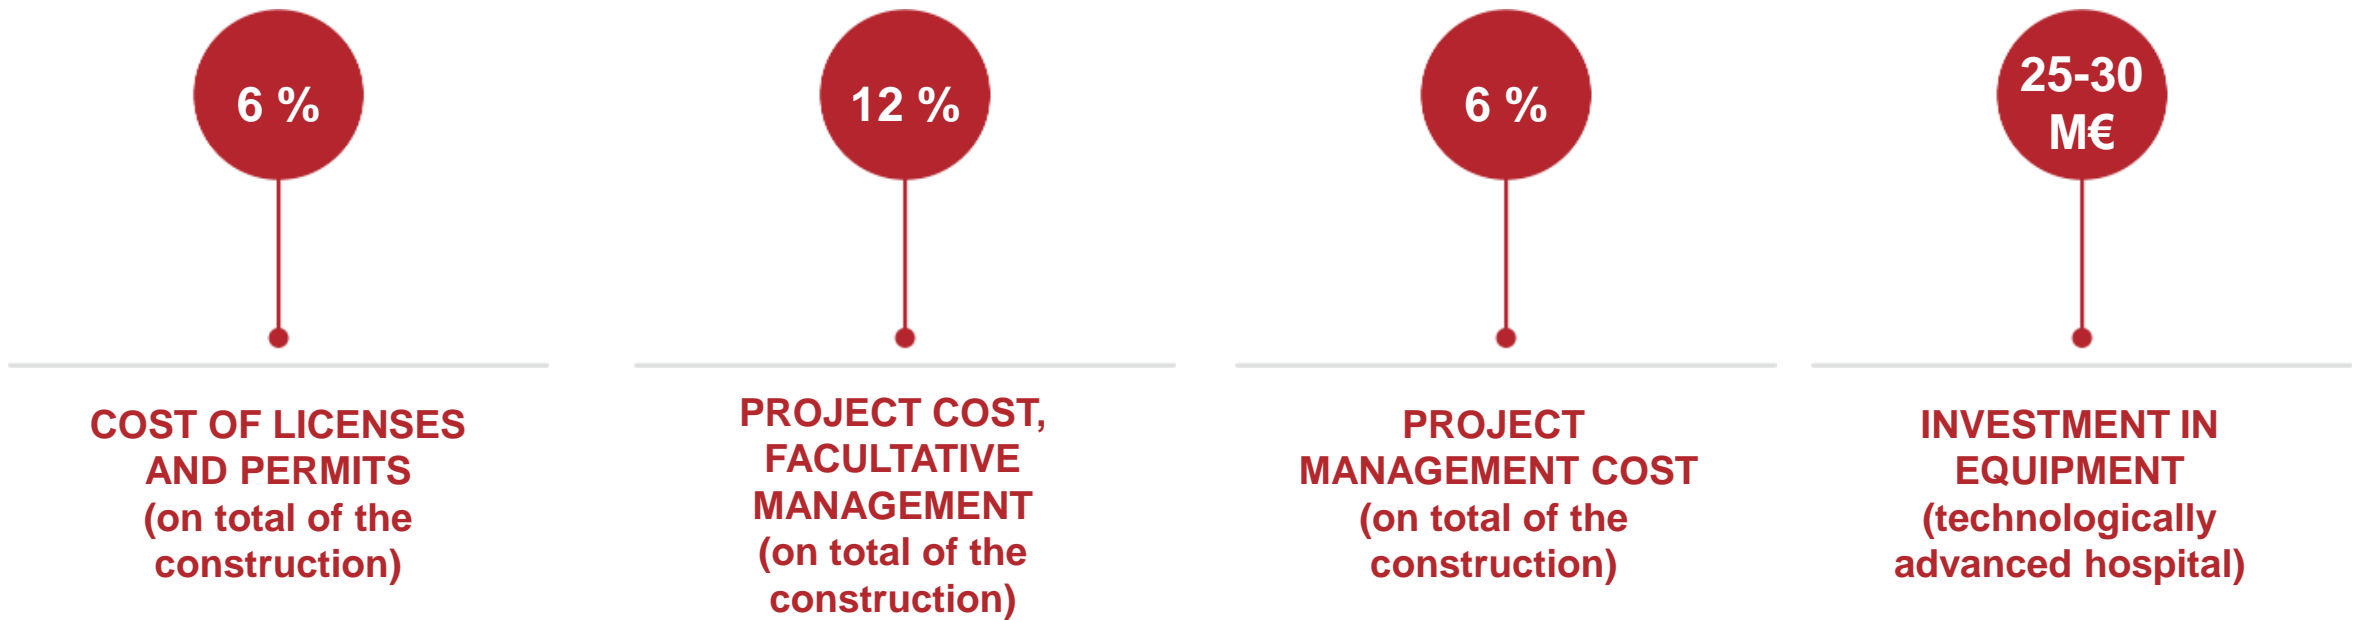 6 %
COST OF LICENSES
AND PERMITS
(on total of the
construction)
12 %
PROJECT COST,
FACULTATIVE
MANAGEMENT
(on total of the
construction)
6 %
PROJECT
MANAGEMENT COST
(on total of the
construction)
25-30
M€
INVESTMENT IN
EQUIPMENT
(technologically
advanced hospital)